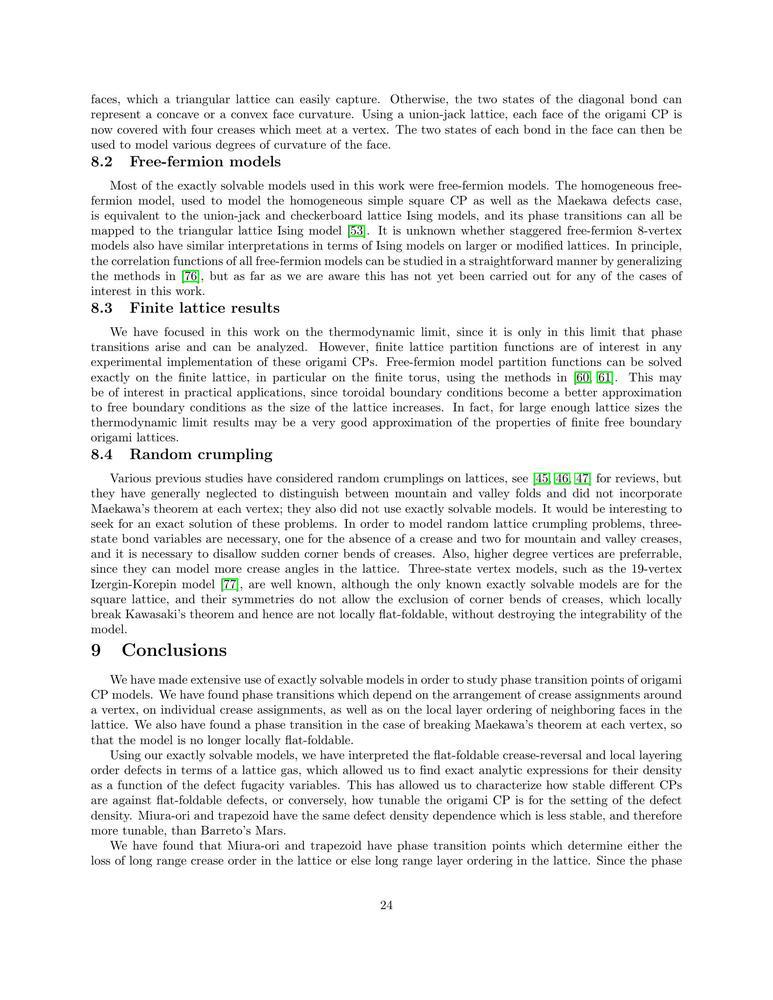 faces, which a triangular lattice can easily capture. Otherwise, the two states of the diagonal bond can
represent a concave or a convex face curvature. Using a union-jack lattice, each face of the origami CP is
now covered with four creases which meet at a vertex. The two states of each bond in the face can then be
used to model various degrees of curvature of the face.
8.2 Free-fermion models
Most of the exactly solvable models used in this work were free-fermion models. The homogeneous free-
fermion model, used to model the homogeneous simple square CP as well as the Maekawa defects case,
is equivalent to the union-jack and checkerboard lattice Ising models, and its phase transitions can all be
mapped to the triangular lattice Ising model [53]. It is unknown whether staggered free-fermion 8-vertex
models also have similar interpretations in terms of Ising models on larger or modified lattices. In principle,
the correlation functions of all free-fermion models can be studied in a straightforward manner by generalizing
the methods in [76], but as far as we are aware this has not yet been carried out for any of the cases of
interest in this work.
8.3 Finite lattice results
We have focused in this work on the thermodynamic limit, since it is only in this limit that phase
transitions arise and can be analyzed. However, finite lattice partition functions are of interest in any
experimental implementation of these origami CPs. Free-fermion model partition functions can be solved
exactly on the finite lattice, in particular on the finite torus, using the methods in [60, 61]. This may
be of interest in practical applications, since toroidal boundary conditions become a better approximation
to free boundary conditions as the size of the lattice increases. In fact, for large enough lattice sizes the
thermodynamic limit results may be a very good approximation of the properties of finite free boundary
origami lattices.
8.4 Random crumpling
Various previous studies have considered random crumplings on lattices, see [45, 46, 47] for reviews, but
they have generally neglected to distinguish between mountain and valley folds and did not incorporate
Maekawa's theorem at each vertex; they also did not use exactly solvable models. It would be interesting to
seek for an exact solution of these problems. In order to model random lattice crumpling problems, three-
state bond variables are necessary, one for the absence of a crease and two for mountain and valley creases,
and it is necessary to disallow sudden corner bends of creases. Also, higher degree vertices are preferrable,
since they can model more crease angles in the lattice. Three-state vertex models, such as the 19-vertex
Izergin-Korepin model [77], are well known, although the only known exactly solvable models are for the
square lattice, and their symmetries do not allow the exclusion of corner bends of creases, which locally
break Kawasaki's theorem and hence are not locally flat-foldable, without destroying the integrability of the
model.
9 Conclusions
We have made extensive use of exactly solvable models in order to study phase transition points of origami
CP models. We have found phase transitions which depend on the arrangement of crease assignments around
a vertex, on individual crease assignments, as well as on the local layer ordering of neighboring faces in the
lattice. We also have found a phase transition in the case of breaking Maekawa's theorem at each vertex, so
that the model is no longer locally flat-foldable.
Using our exactly solvable models, we have interpreted the flat-foldable crease-reversal and local layering
order defects in terms of a lattice gas, which allowed us to find exact analytic expressions for their density
as a function of the defect fugacity variables. This has allowed us to characterize how stable different CPs
are against flat-foldable defects, or conversely, how tunable the origami CP is for the setting of the defect
density. Miura-ori and trapezoid have the same defect density dependence which is less stable, and therefore
more tunable, than Barreto's Mars.
We have found that Miura-ori and trapezoid have phase transition points which determine either the
loss of long range crease order in the lattice or else long range layer ordering in the lattice. Since the phase
24